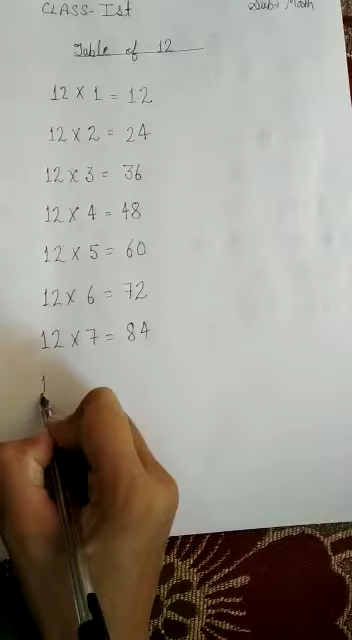 CLASS- Ist
Sub: Math
Table of 12
12 × 1 = 12
12 × 2 = 24
12 × 3 = 36
12 × 4 = 48
12 × 5 = 60
12 × 6 = 72
12 × 7 = 84
1